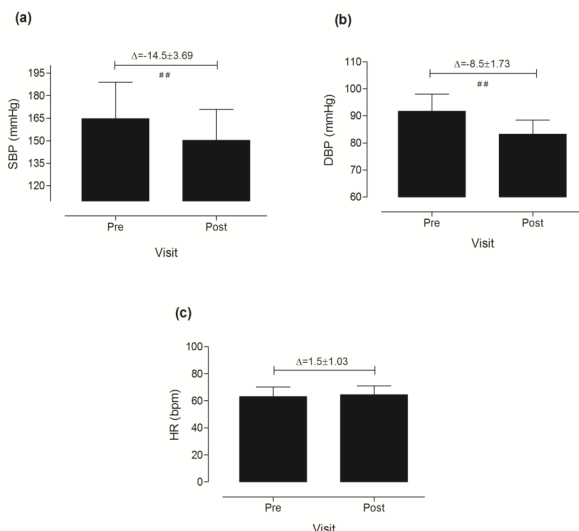 (a)
Δ=-14.5±3.69
##
195
180
165
150
135
120
SBP (mmHg)
Pre
Post
Visit
(b)
Δ=-8.5±1.73
##
110
100
90
80
70
60
DBP (mmHg)
Pre
Post
Visit
(c)
Δ=1.5±1.03
100
80
60
40
20
0
HR (bpm)
Pre
Post
Visit